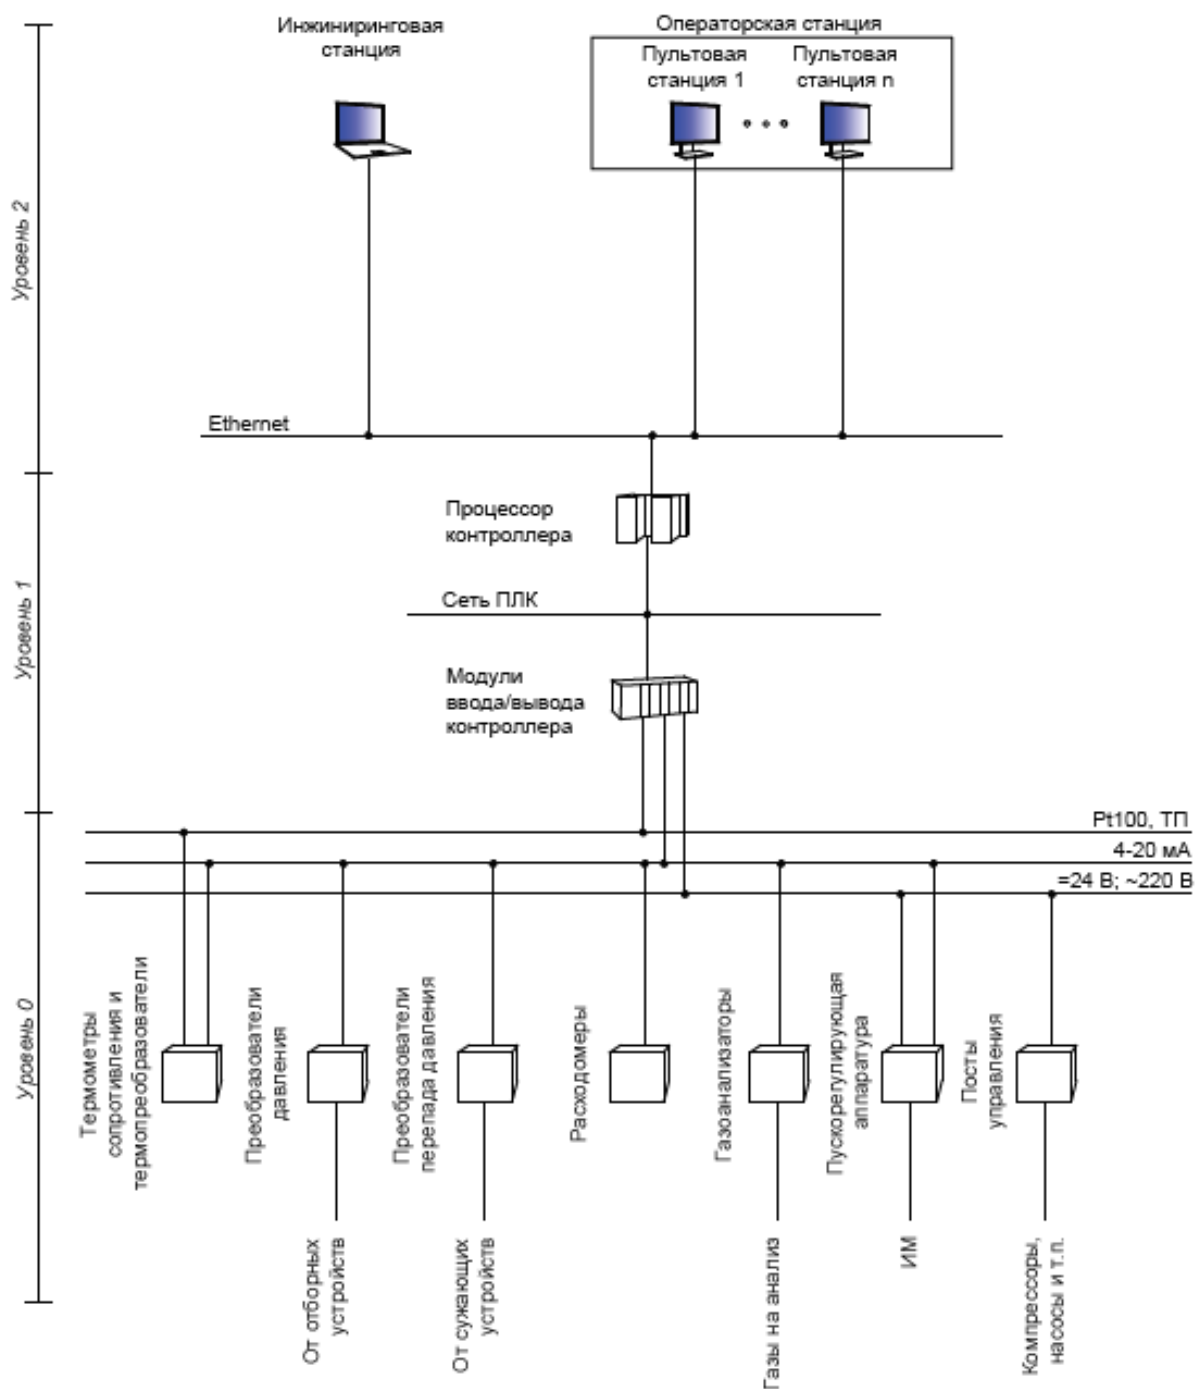 Инжиниринговая
станция
Операторская станция
Пультовая
станция 1
Пультовая
станция n
Уровень 2
Ethernet
Процессор
контроллера
Сеть ПЛК
Уровень 1
Модули
ввода/вывода
контроллера
Pt100, ТП
4-20 мА
=24 В; ~220 В
Уровень 0
Термометры
сопротивления и
термопреобразователи
Преобразователи
давления
Преобразователи
перепада давления
Расходомеры
Газоанализаторы
Пускорегулирующая
аппаратура
Посты
управления
От отборных
устройств
От сужающих
устройств
Газы на анализ
ИМ
Компрессоры,
насосы и т.п.